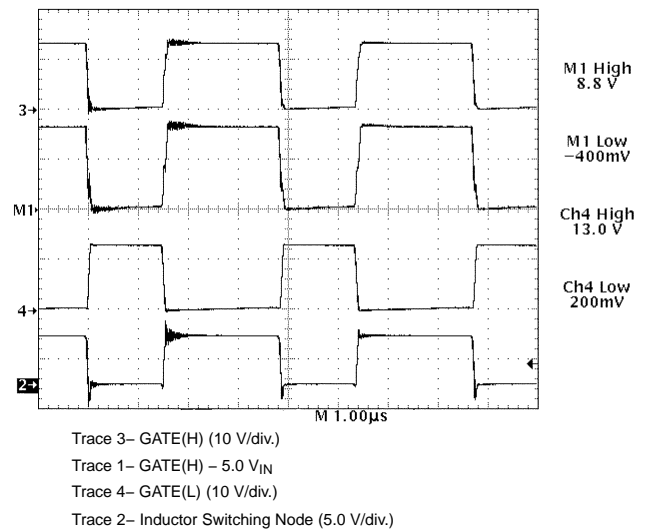 M1 High
8.8 V
3→
M1 Low
−400mV
M1→
Ch4 High
13.0 V
Ch4 Low
200mV
4→
2→
M 1.00µs
Trace 3– GATE(H) (10 V/div.)
Trace 1– GATE(H) – 5.0 VIN
Trace 4– GATE(L) (10 V/div.)
Trace 2– Inductor Switching Node (5.0 V/div.)